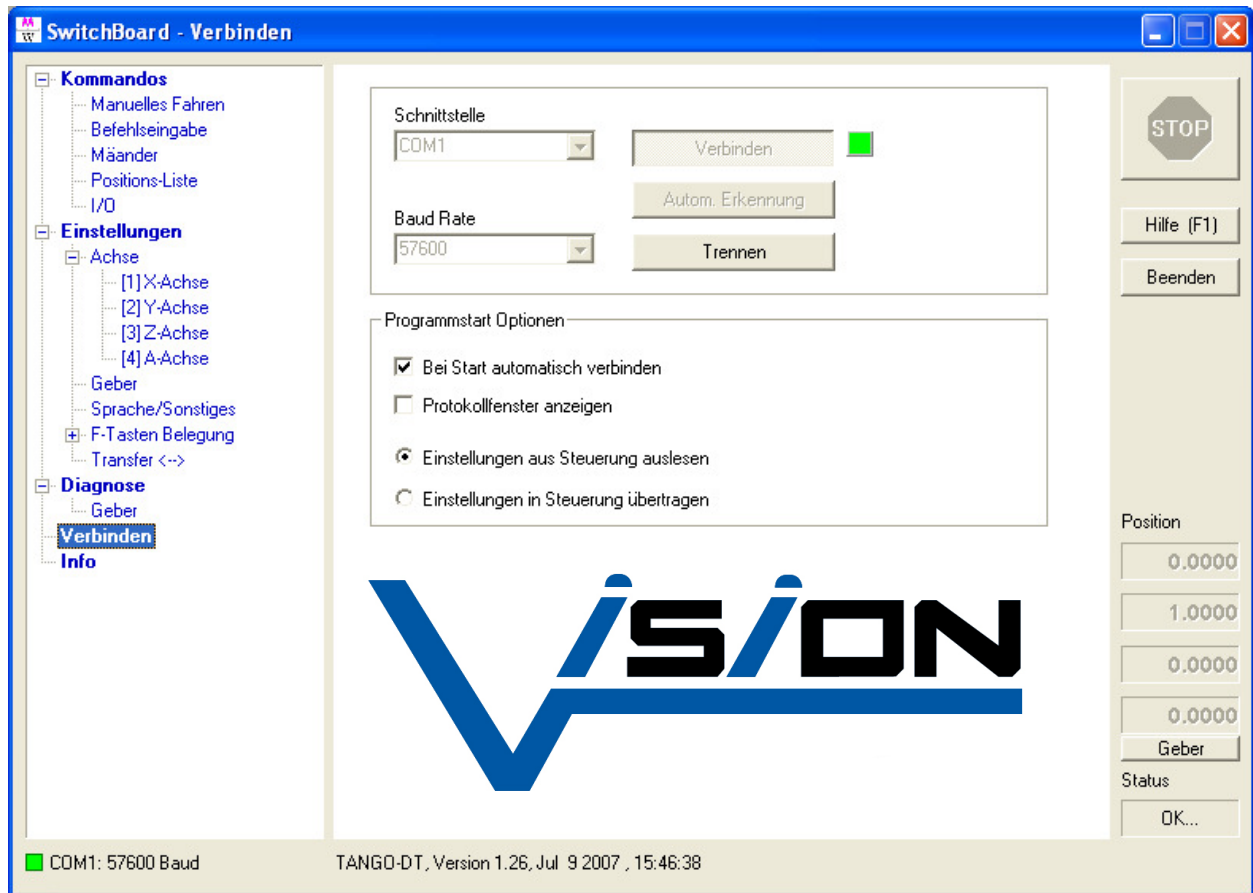 SwitchBoard - Verbinden
Kommandos
Manuelles Fahren
Befehlseingabe
Mäander
Positions-Liste
I/O
Einstellungen
Achse
[1] X-Achse
[2] Y-Achse
[3] Z-Achse
[4] A-Achse
Geber
Sprache/Sonstiges
F-Tasten Belegung
Transfer <-->
Diagnose
Geber
Verbinden
Info
Schnittstelle
COM1
Verbinden
Autom. Erkennung
Baud Rate
57600
Trennen
Programmstart Optionen
Bei Start automatisch verbinden
Protokollfenster anzeigen
Einstellungen aus Steuerung auslesen
Einstellungen in Steuerung übertragen
ViSiON
STOP
Hilfe (F1)
Beenden
Position
0.0000
1.0000
0.0000
0.0000
Geber
Status
OK...
COM1: 57600 Baud
TANGO-DT, Version 1.26, Jul 9 2007 , 15:46:38